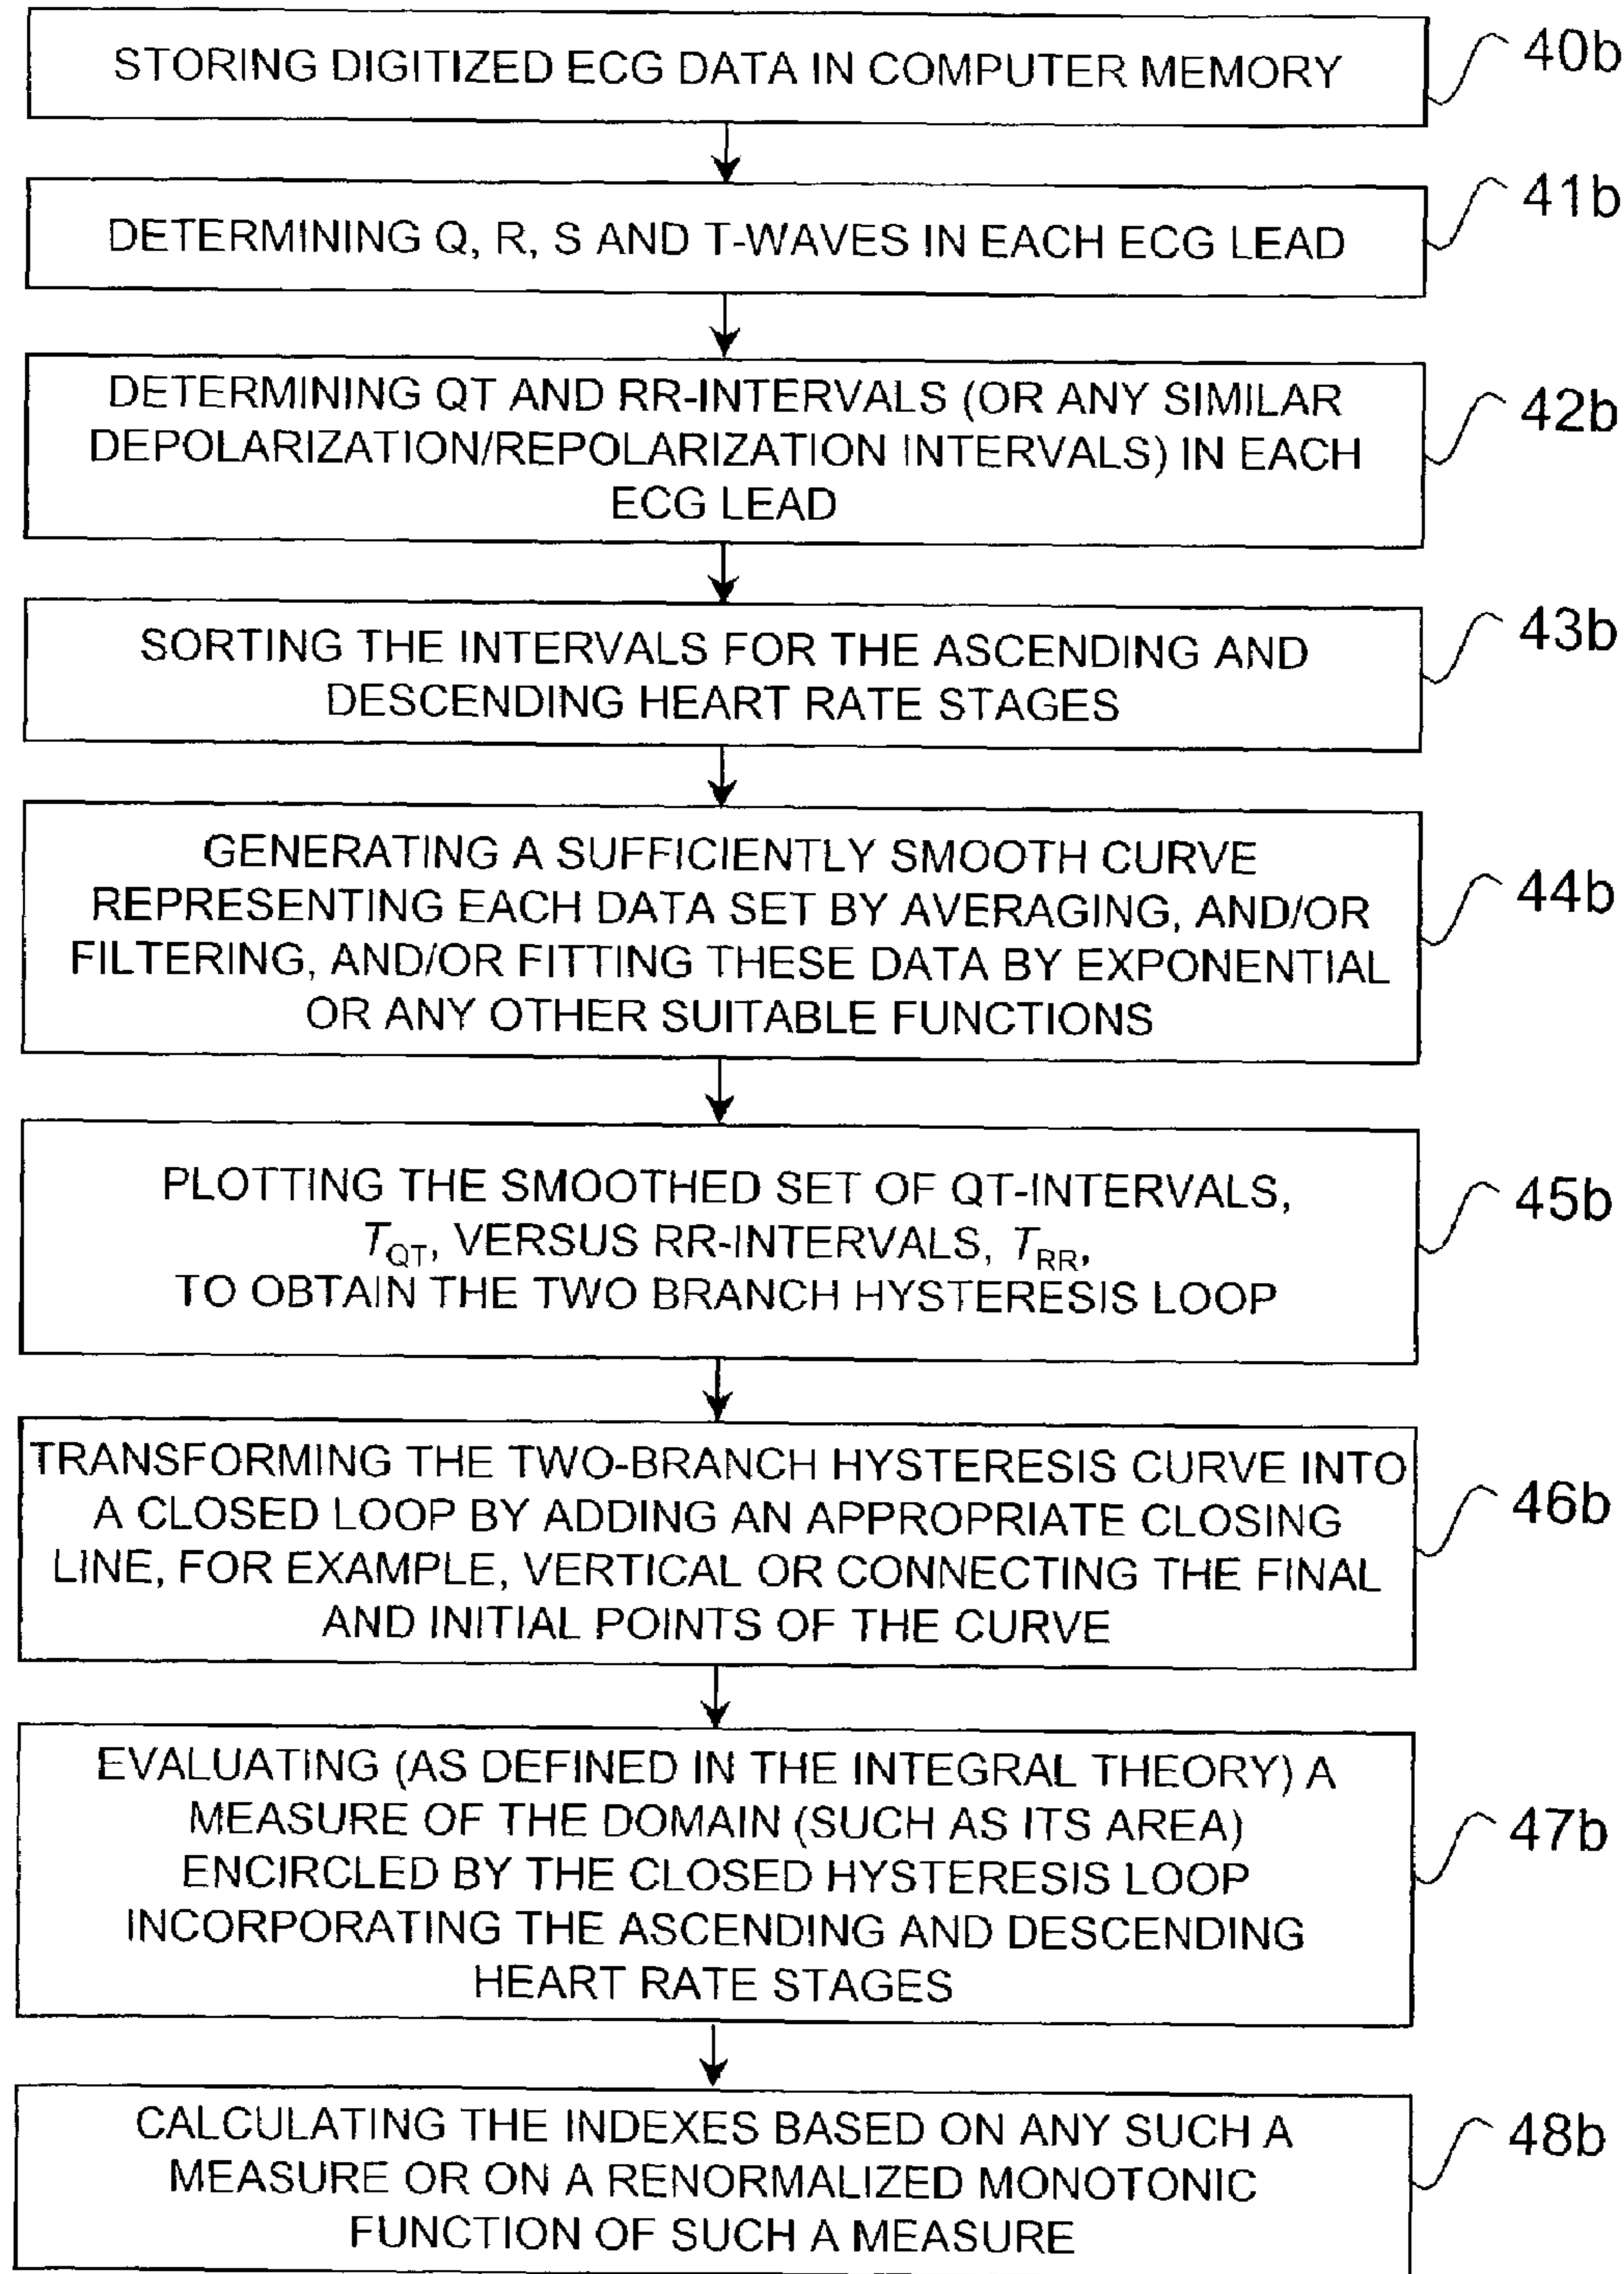 STORING DIGITIZED ECG DATA IN COMPUTER MEMORY
40b
DETERMINING Q, R, S AND T-WAVES IN EACH ECG LEAD
41b
DETERMINING QT AND RR-INTERVALS (OR ANY SIMILAR
DEPOLARIZATION/REPOLARIZATION INTERVALS) IN EACH
ECG LEAD
42b
SORTING THE INTERVALS FOR THE ASCENDING AND
DESCENDING HEART RATE STAGES
43b
GENERATING A SUFFICIENTLY SMOOTH CURVE
REPRESENTING EACH DATA SET BY AVERAGING, AND/OR
FILTERING, AND/OR FITTING THESE DATA BY EXPONENTIAL
OR ANY OTHER SUITABLE FUNCTIONS
44b
PLOTTING THE SMOOTHED SET OF QT-INTERVALS,
T_QT, VERSUS RR-INTERVALS, T_RR,
TO OBTAIN THE TWO BRANCH HYSTERESIS LOOP
45b
TRANSFORMING THE TWO-BRANCH HYSTERESIS CURVE INTO
A CLOSED LOOP BY ADDING AN APPROPRIATE CLOSING
LINE, FOR EXAMPLE, VERTICAL OR CONNECTING THE FINAL
AND INITIAL POINTS OF THE CURVE
46b
EVALUATING (AS DEFINED IN THE INTEGRAL THEORY) A
MEASURE OF THE DOMAIN (SUCH AS ITS AREA)
ENCIRCLED BY THE CLOSED HYSTERESIS LOOP
INCORPORATING THE ASCENDING AND DESCENDING
HEART RATE STAGES
47b
CALCULATING THE INDEXES BASED ON ANY SUCH A
MEASURE OR ON A RENORMALIZED MONOTONIC
FUNCTION OF SUCH A MEASURE
48b